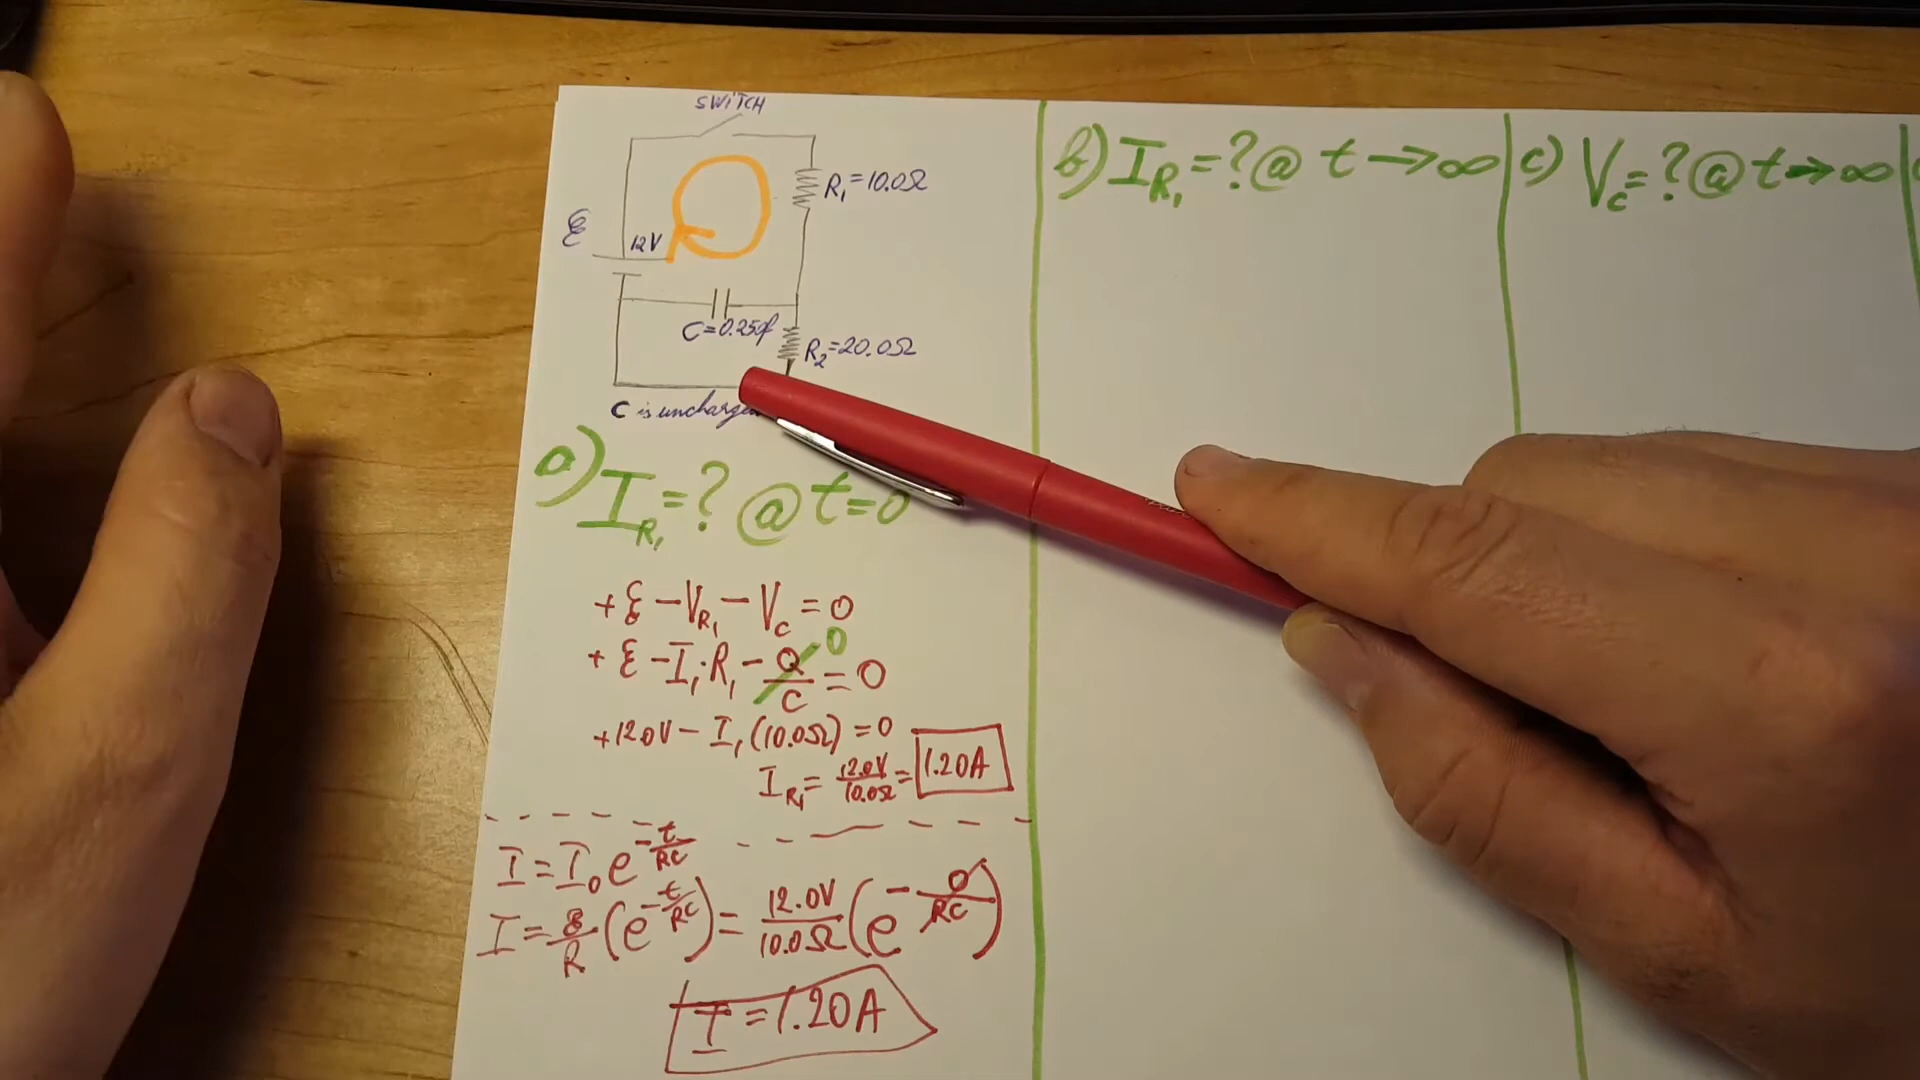 SWITCH
R₁=10.0Ω
ℰ
12V
C=0.250f
R₂=20.0Ω
C is uncharged
a) I_R₁=? @ t=0
+ℰ-V_R₁-V_C=0
+ℰ-I₁·R₁-Q/C=0
0
+12.0V-I₁(10.0Ω)=0
I_R₁=12.0V/10.0Ω=1.20A
I=I₀e^-t/RC
I=ℰ/R(e^-t/RC)=12.0V/10.0Ω(e^-0/RC)
I=1.20A
b) I_R₁=? @ t→∞
c) V_C=? @ t→∞